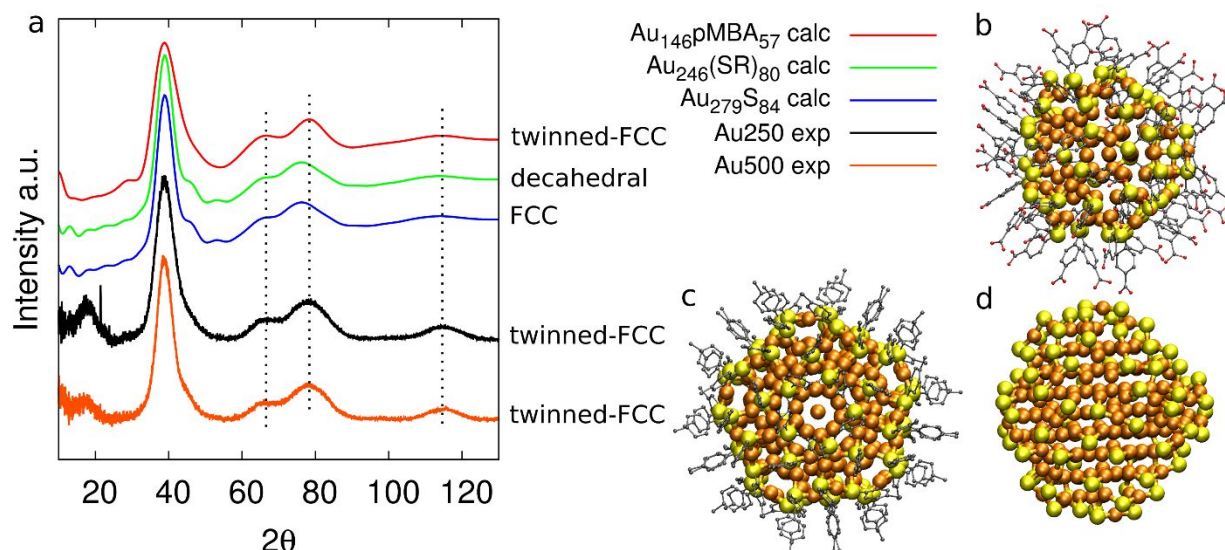 a
Intensity a.u.
20 40 60 80 100 120
2θ
twinned-FCC
decahedral
FCC
twinned-FCC
twinned-FCC
Au₁₄₆pMBA₅₇ calc
Au₂₄₆(SR)₈₀ calc
Au₂₇₉S₈₄ calc
Au250 exp
Au500 exp
b
c
d